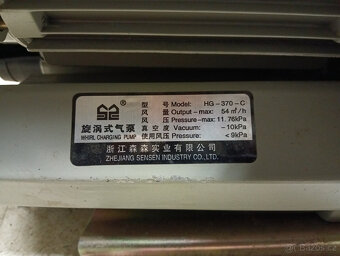 ®
旋涡式气泵
WHIRL CHARGING PUMP
型 号 Model: HG-370-C
风 量 Output-max: 54 m³/h
风 压 Pressure-max: 11.76kPa
真空度 Vacuum: -10kPa
使用风压 Pressure: <9kPa
浙江森森实业有限公司
ZHEJIANG SENSEN INDUSTRY CO.,LTD.